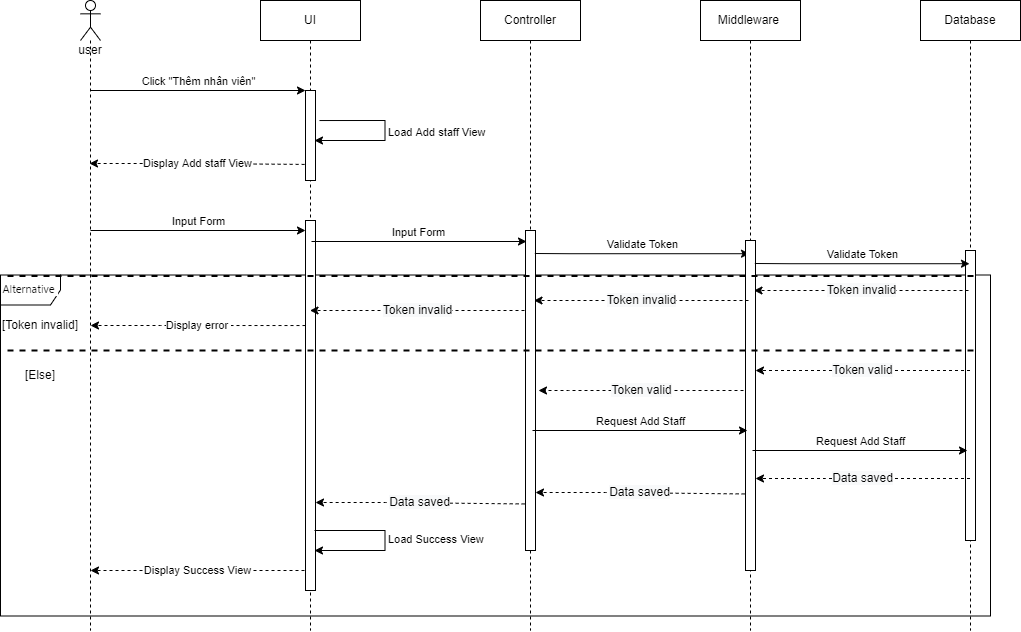 UI
Controller
Middleware
Database
user
Click "Thêm nhân viên"
Load Add staff View
Display Add staff View
Input Form
Input Form
Validate Token
Validate Token
Alternative
Token invalid
Token invalid
Token invalid
[Token invalid]
Display error
[Else]
Token valid
Token valid
Request Add Staff
Request Add Staff
Data saved
Data saved
Data saved
Load Success View
Display Success View